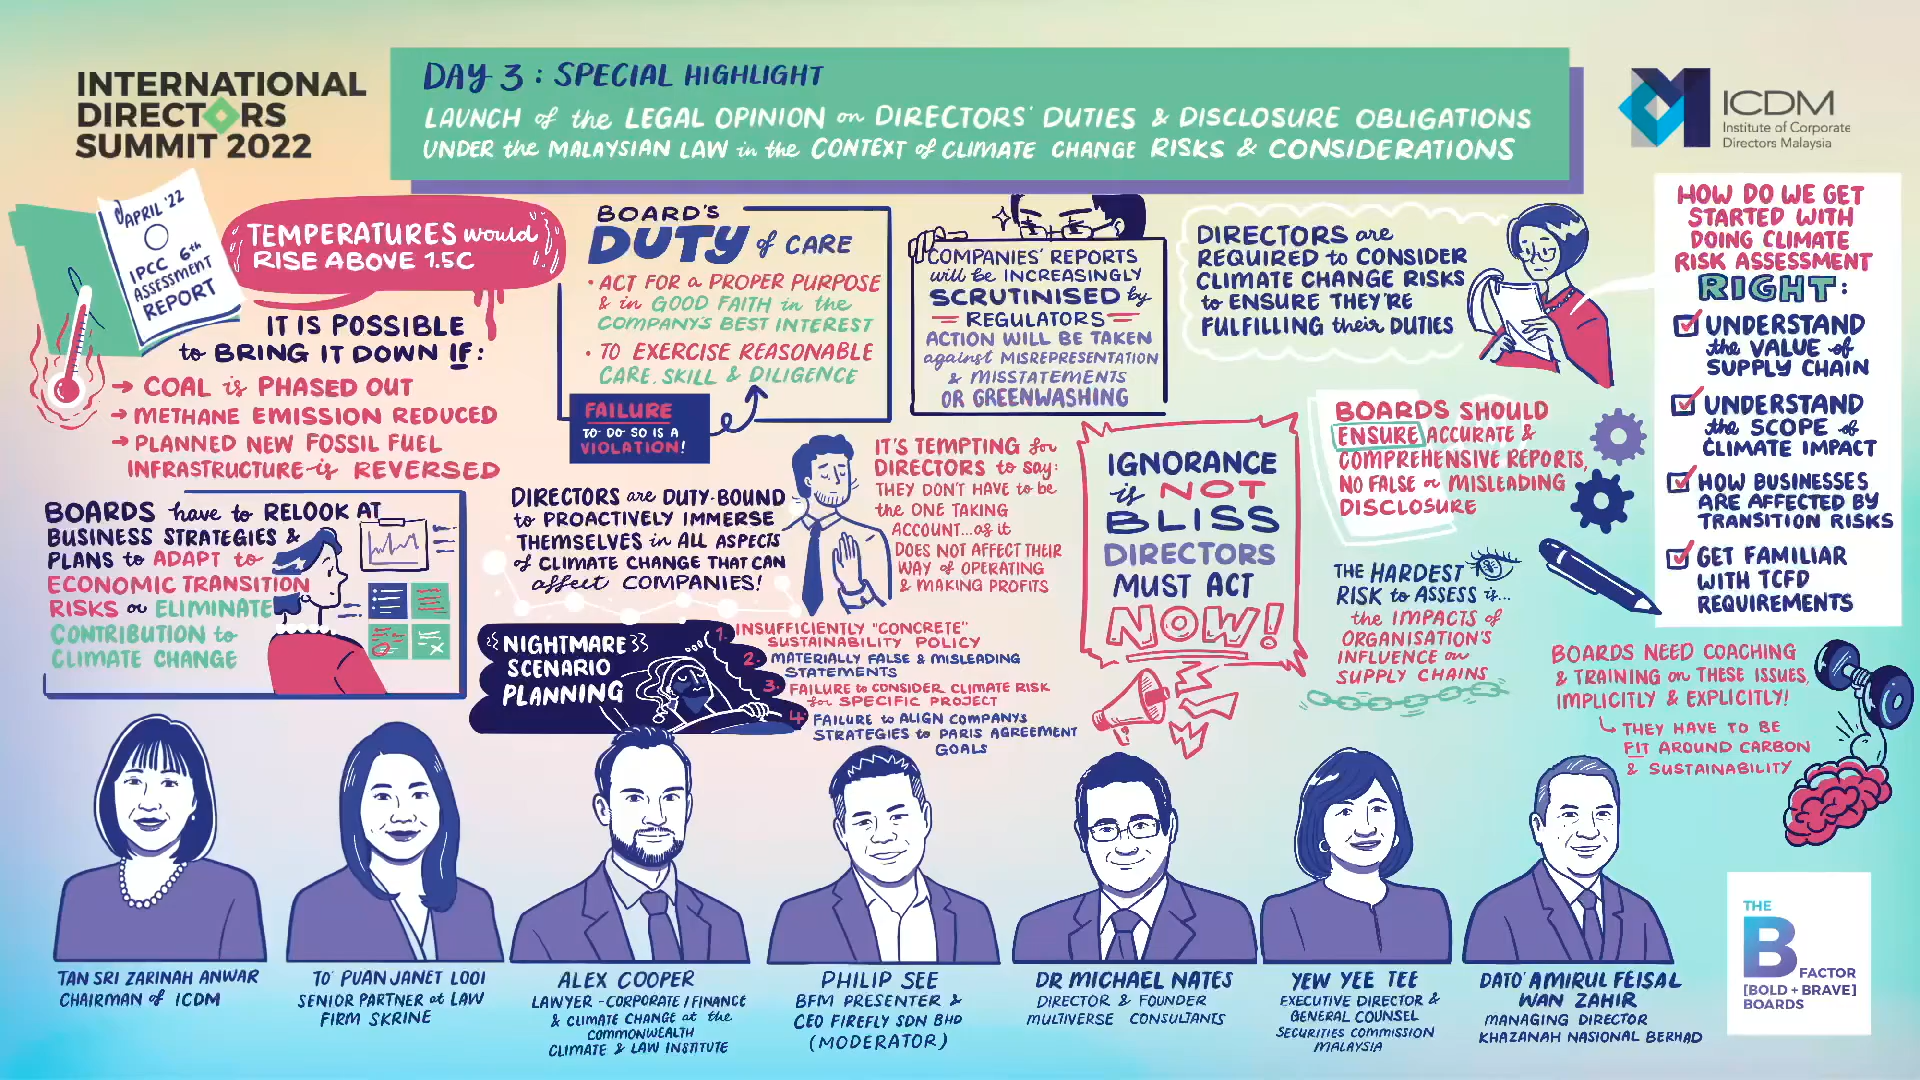 INTERNATIONAL
DIRECTORS
SUMMIT 2022
DAY 3 : SPECIAL HIGHLIGHT
LAUNCH of the LEGAL OPINION on DIRECTORS' DUTIES & DISCLOSURE OBLIGATIONS
UNDER the MALAYSIAN LAW in the CONTEXT of CLIMATE CHANGE RISKS & CONSIDERATIONS
ICDM
Institute of Corporate
Directors Malaysia
APRIL '22
IPCC 6th
ASSESSMENT
REPORT
TEMPERATURES would
RISE ABOVE 1.5C
IT IS POSSIBLE
to BRING IT DOWN IF:
→ COAL is PHASED OUT
→ METHANE EMISSION REDUCED
→ PLANNED NEW FOSSIL FUEL
INFRASTRUCTURE is REVERSED
BOARD'S
DUTY of CARE
• ACT FOR a PROPER PURPOSE
& in GOOD FAITH in the
COMPANY'S BEST INTEREST
• TO EXERCISE REASONABLE
CARE, SKILL & DILIGENCE
FAILURE
TO DO SO IS A
VIOLATION!
COMPANIES' REPORTS
will be INCREASINGLY
SCRUTINISED by
REGULATORS
ACTION WILL BE TAKEN
against MISREPRESENTATION
& MISSTATEMENTS
OR GREENWASHING
DIRECTORS are
REQUIRED to CONSIDER
CLIMATE CHANGE RISKS
to ENSURE THEY'RE
FULFILLING their DUTIES
HOW DO WE GET
STARTED WITH
DOING CLIMATE
RISK ASSESSMENT
RIGHT:
UNDERSTAND
the VALUE of
SUPPLY CHAIN
UNDERSTAND
the SCOPE of
CLIMATE IMPACT
HOW BUSINESSES
ARE AFFECTED BY
TRANSITION RISKS
GET FAMILIAR
WITH TCFD
REQUIREMENTS
BOARDS have to RELOOK AT
BUSINESS STRATEGIES &
PLANS to ADAPT to
ECONOMIC TRANSITION
RISKS or ELIMINATE
CONTRIBUTION to
CLIMATE CHANGE
DIRECTORS are DUTY-BOUND
to PROACTIVELY IMMERSE
THEMSELVES in ALL ASPECTS
of CLIMATE CHANGE THAT CAN
affect COMPANIES!
IT'S TEMPTING for
DIRECTORS to say:
THEY DON'T HAVE to be
the ONE TAKING
ACCOUNT...as it
DOES NOT AFFECT THEIR
WAY of OPERATING
& MAKING PROFITS
NIGHTMARE
SCENARIO
PLANNING
1. INSUFFICIENTLY "CONCRETE"
SUSTAINABILITY POLICY
2. MATERIALLY FALSE & MISLEADING
STATEMENTS
3. FAILURE to CONSIDER CLIMATE RISK
for SPECIFIC PROJECT
4. FAILURE to ALIGN COMPANYS
STRATEGIES to PARIS AGREEMENT
GOALS
IGNORANCE
is NOT
BLISS
DIRECTORS
MUST ACT
NOW!
BOARDS SHOULD
ENSURE ACCURATE &
COMPREHENSIVE REPORTS,
NO FALSE or MISLEADING
DISCLOSURE
THE HARDEST
RISK to ASSESS is...
the IMPACTS of
ORGANISATION'S
INFLUENCE on
SUPPLY CHAINS
BOARDS NEED COACHING
& TRAINING on THESE ISSUES,
IMPLICITLY & EXPLICITLY!
THEY HAVE TO BE
FIT AROUND CARBON
& SUSTAINABILITY
TAN SRI ZARINAH ANWAR
CHAIRMAN of ICDM
TO' PUAN JANET LOOI
SENIOR PARTNER at LAW
FIRM SKRINE
ALEX COOPER
LAWYER - CORPORATE / FINANCE
& CLIMATE CHANGE at the
COMMONWEALTH
CLIMATE & LAW INSTITUTE
PHILIP SEE
BFM PRESENTER &
CEO FIREFLY SDN BHD
(MODERATOR)
DR MICHAEL NATES
DIRECTOR & FOUNDER
MULTIVERSE CONSULTANTS
YEW YEE TEE
EXECUTIVE DIRECTOR &
GENERAL COUNSEL
SECURITIES COMMISSION
MALAYSIA
DATO' AMIRUL FEISAL
WAN ZAHIR
MANAGING DIRECTOR
KHAZANAH NASIONAL BERHAD
THE
B FACTOR
[BOLD + BRAVE]
BOARDS